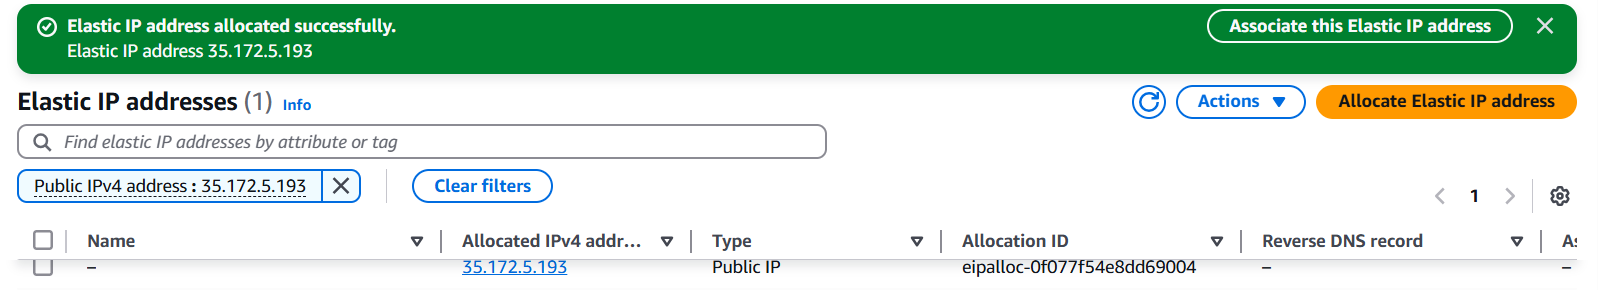 Elastic IP address allocated successfully.
Elastic IP address 35.172.5.193
Associate this Elastic IP address
Elastic IP addresses (1) Info
Actions
Allocate Elastic IP address
Find elastic IP addresses by attribute or tag
Public IPv4 address : 35.172.5.193
Clear filters
1
Name Allocated IPv4 addr... Type Allocation ID Reverse DNS record
– 35.172.5.193 Public IP eipalloc-0f077f54e8dd69004 – –